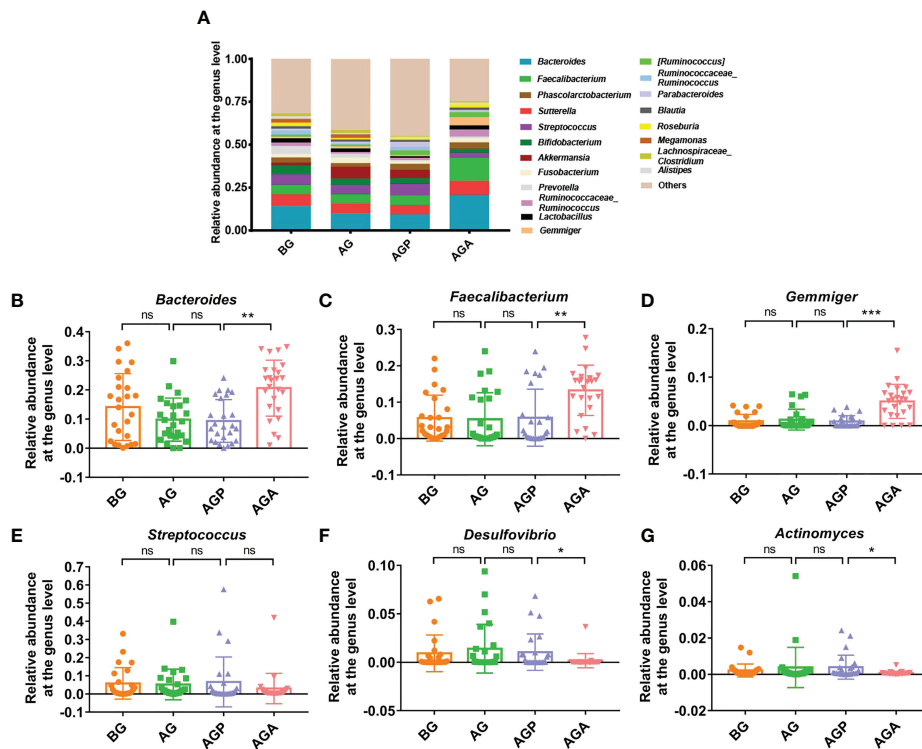 A
Relative abundance at the genus level
1.00
0.75
0.50
0.25
0.00
BG
AG
AGP
AGA
Bacteroides
Faecalibacterium
Phascolarctobacterium
Sutterella
Streptococcus
Bifidobacterium
Akkermansia
Fusobacterium
Prevotella
Ruminoccaceae_
Ruminococcus
Lactobacillus
Gemmiger
[Ruminococcus]
Ruminococcaceae_
Ruminococcus
Parabacteroides
Blautia
Roseburia
Megamonas
Lachnospiraceae_
Clostridium
Alistipes
Others
B
Bacteroides
ns
ns
**
Relative abundance
at the genus level
0.4
0.3
0.2
0.1
0.0
-0.1
BG
AG
AGP
AGA
C
Faecalibacterium
ns
ns
**
Relative abundance
at the genus level
0.3
0.2
0.1
0.0
-0.1
BG
AG
AGP
AGA
D
Gemmiger
ns
ns
***
Relative abundance
at the genus level
0.2
0.1
0.0
-0.1
BG
AG
AGP
AGA
E
Streptococcus
ns
ns
ns
Relative abundance
at the genus level
0.7
0.6
0.5
0.4
0.3
0.2
0.1
0.0
-0.1
BG
AG
AGP
AGA
F
Desulfovibrio
ns
ns
*
Relative abundance
at the genus level
0.10
0.05
0.00
-0.05
BG
AG
AGP
AGA
G
Actinomyces
ns
ns
*
Relative abundance
at the genus level
0.06
0.04
0.02
0.00
-0.02
BG
AG
AGP
AGA